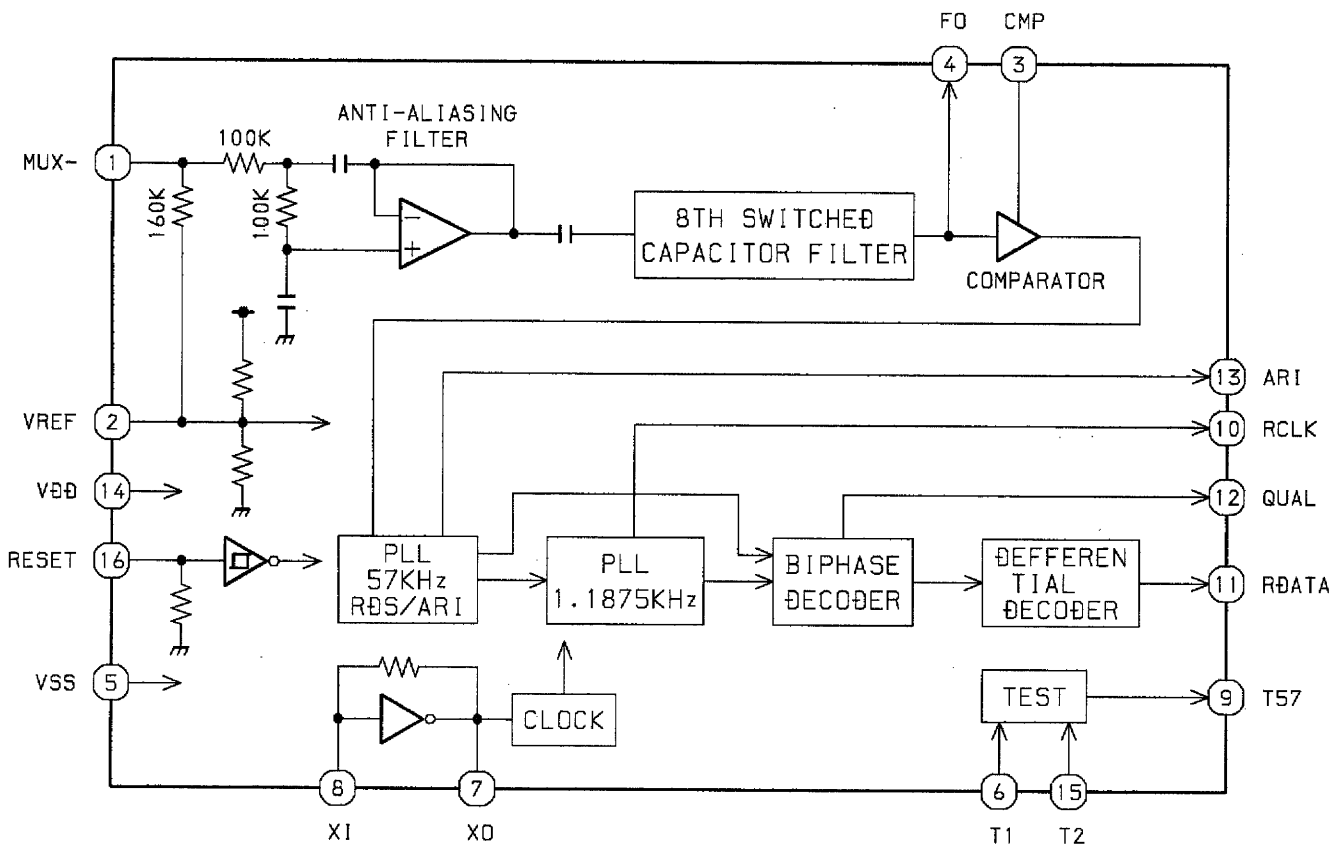 FO CMP
4 3
ANTI-ALIASING
FILTER
100K
MUX- 1
160K
100K
−
+
8TH SWITCHED
CAPACITOR FILTER
COMPARATOR
13 ARI
VREF 2
10 RCLK
VDD 14
12 QUAL
RESET 16
PLL
57KHz
RDS/ARI
PLL
1.1875KHz
BIPHASE
DECODER
DEFFEREN
TIAL
DECODER
11 RDATA
VSS 5
CLOCK
TEST
9 T57
8 7 6 15
XI XO T1 T2